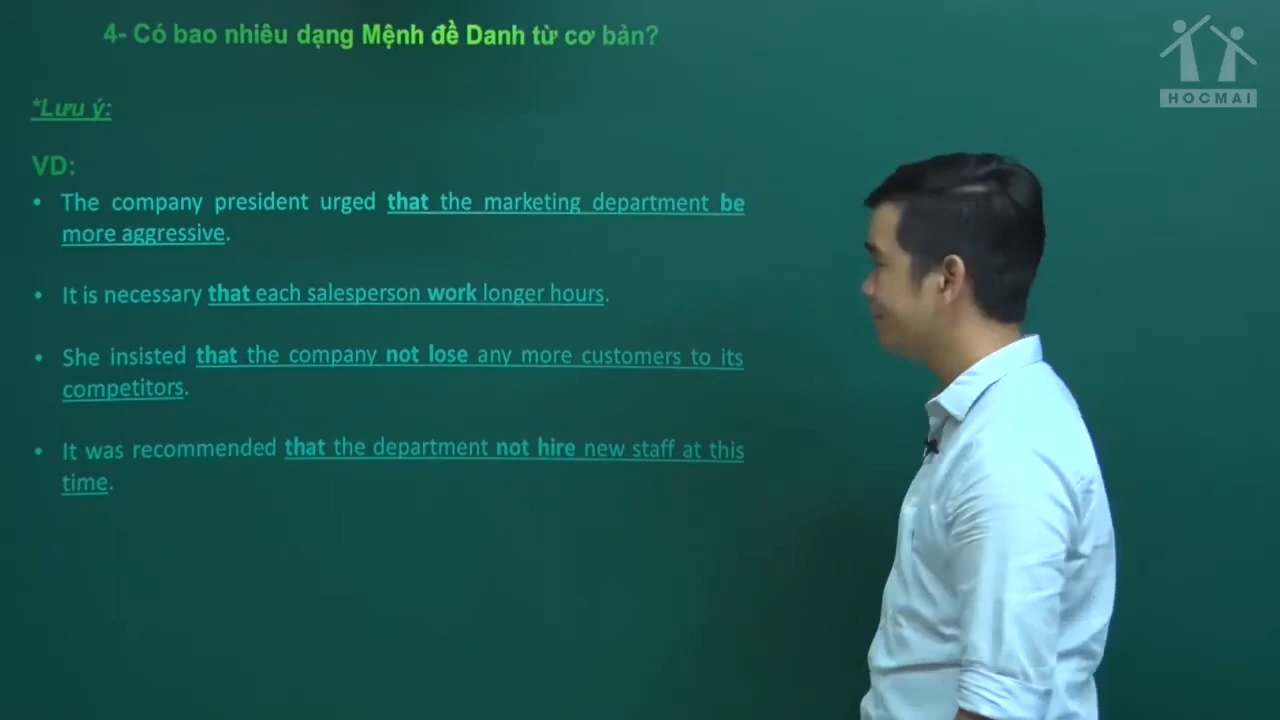 4- Có bao nhiêu dạng Mệnh đề Danh từ cơ bản?
HOCMAI
*Lưu ý:
VD:
• The company president urged that the marketing department be
more aggressive.
• It is necessary that each salesperson work longer hours.
• She insisted that the company not lose any more customers to its
competitors.
• It was recommended that the department not hire new staff at this
time.